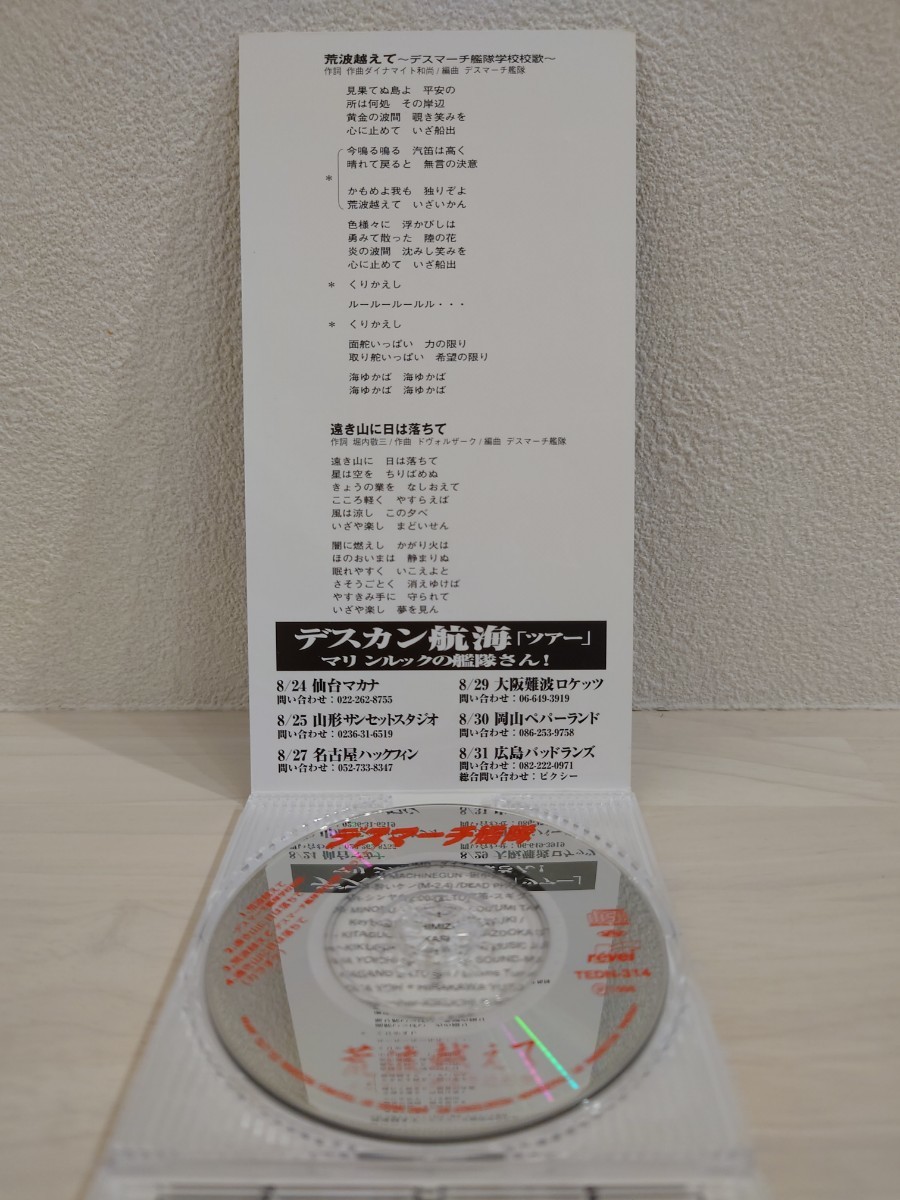 荒波越えて〜デスマーチ艦隊学校校歌〜
作詞 作曲ダイナマイト和尚/編曲 デスマーチ艦隊
見果てぬ島よ 平安の
所は何処 その岸辺
黄金の波間 覗き笑みを
心に止めて いざ船出
今鳴る鳴る 汽笛は高く
晴れて戻ると 無言の決意
*
かもめよ我も 独りぞよ
荒波越えて いざいかん
色様々に 浮かびしは
勇みて散った 陸の花
炎の波間 沈みし笑みを
心に止めて いざ船出
* くりかえし
ルールールールル・・・
* くりかえし
面舵いっぱい 力の限り
取り舵いっぱい 希望の限り
海ゆかば 海ゆかば
海ゆかば 海ゆかば
遠き山に日は落ちて
作詞 堀内敬三/作曲 ドヴォルザーク/編曲 デスマーチ艦隊
遠き山に 日は落ちて
星は空を ちりばめぬ
きょうの業を なしおえて
こころ軽く やすらえば
風は涼し この夕べ
いざや楽し まどいせん
闇に燃えし かがり火は
ほのおいまは 静まりぬ
眠れやすく いこえよと
さそうごとく 消えゆけば
やすきみ手に 守られて
いざや楽し 夢を見ん
デスカン航海「ツアー」
マリンルックの艦隊さん!
8/24 仙台マカナ
問い合わせ:022-262-8755
8/25 山形サンセットスタジオ
問い合わせ:0236-31-6519
8/27 名古屋ハックフィン
問い合わせ:052-733-8347
8/29 大阪難波ロケッツ
問い合わせ:06-649-3919
8/30 岡山ペパーランド
問い合わせ:086-253-9758
8/31 広島バッドランズ
問い合わせ:082-222-0971
総合問い合わせ:ピクシー
デスマーチ艦隊
revel
TEDN-314
荒波越えて